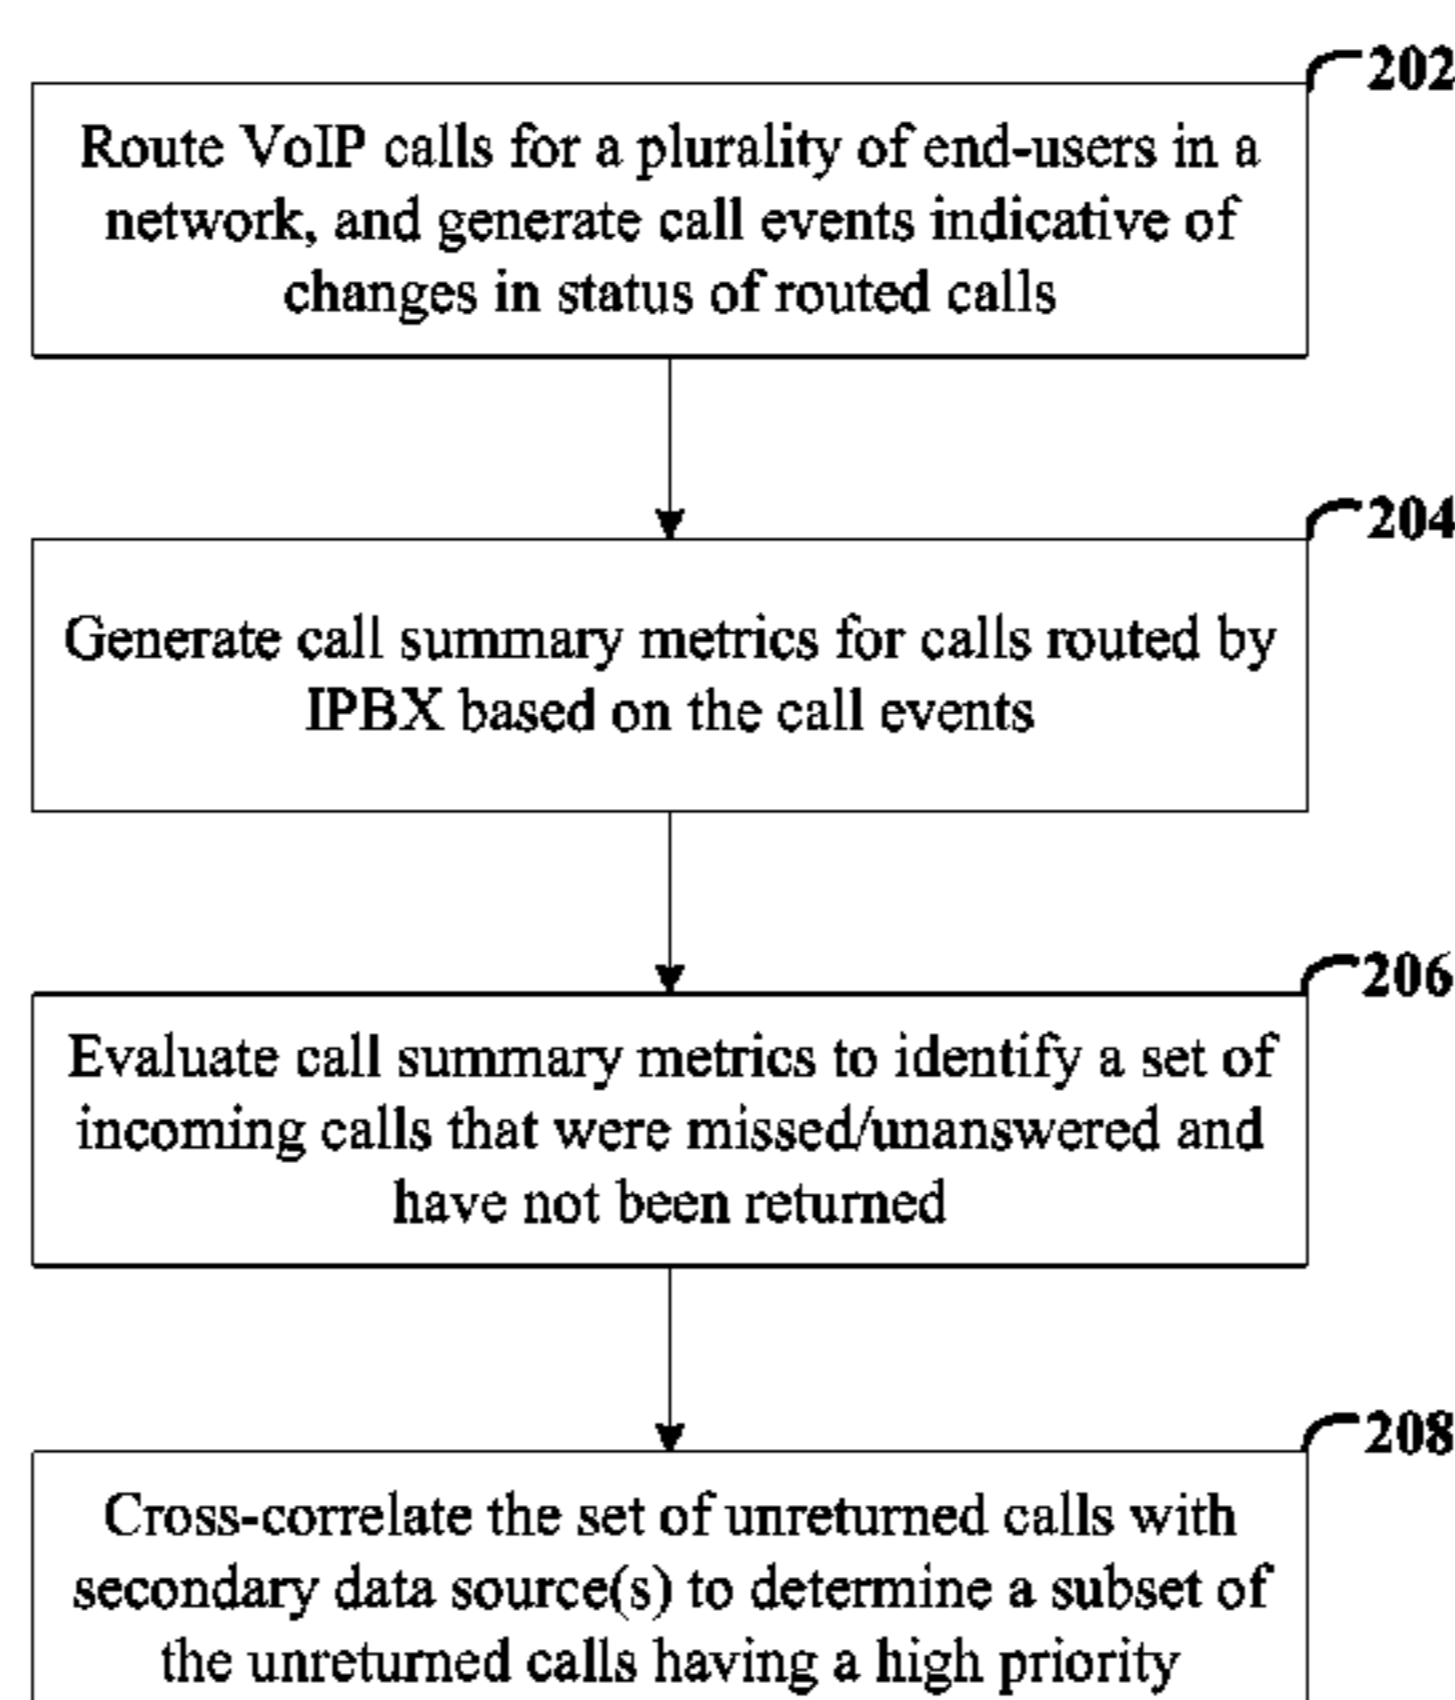 202
Route VoIP calls for a plurality of end-users in a
network, and generate call events indicative of
changes in status of routed calls
204
Generate call summary metrics for calls routed by
IPBX based on the call events
206
Evaluate call summary metrics to identify a set of
incoming calls that were missed/unanswered and
have not been returned
208
Cross-correlate the set of unreturned calls with
secondary data source(s) to determine a subset of
the unreturned calls having a high priority